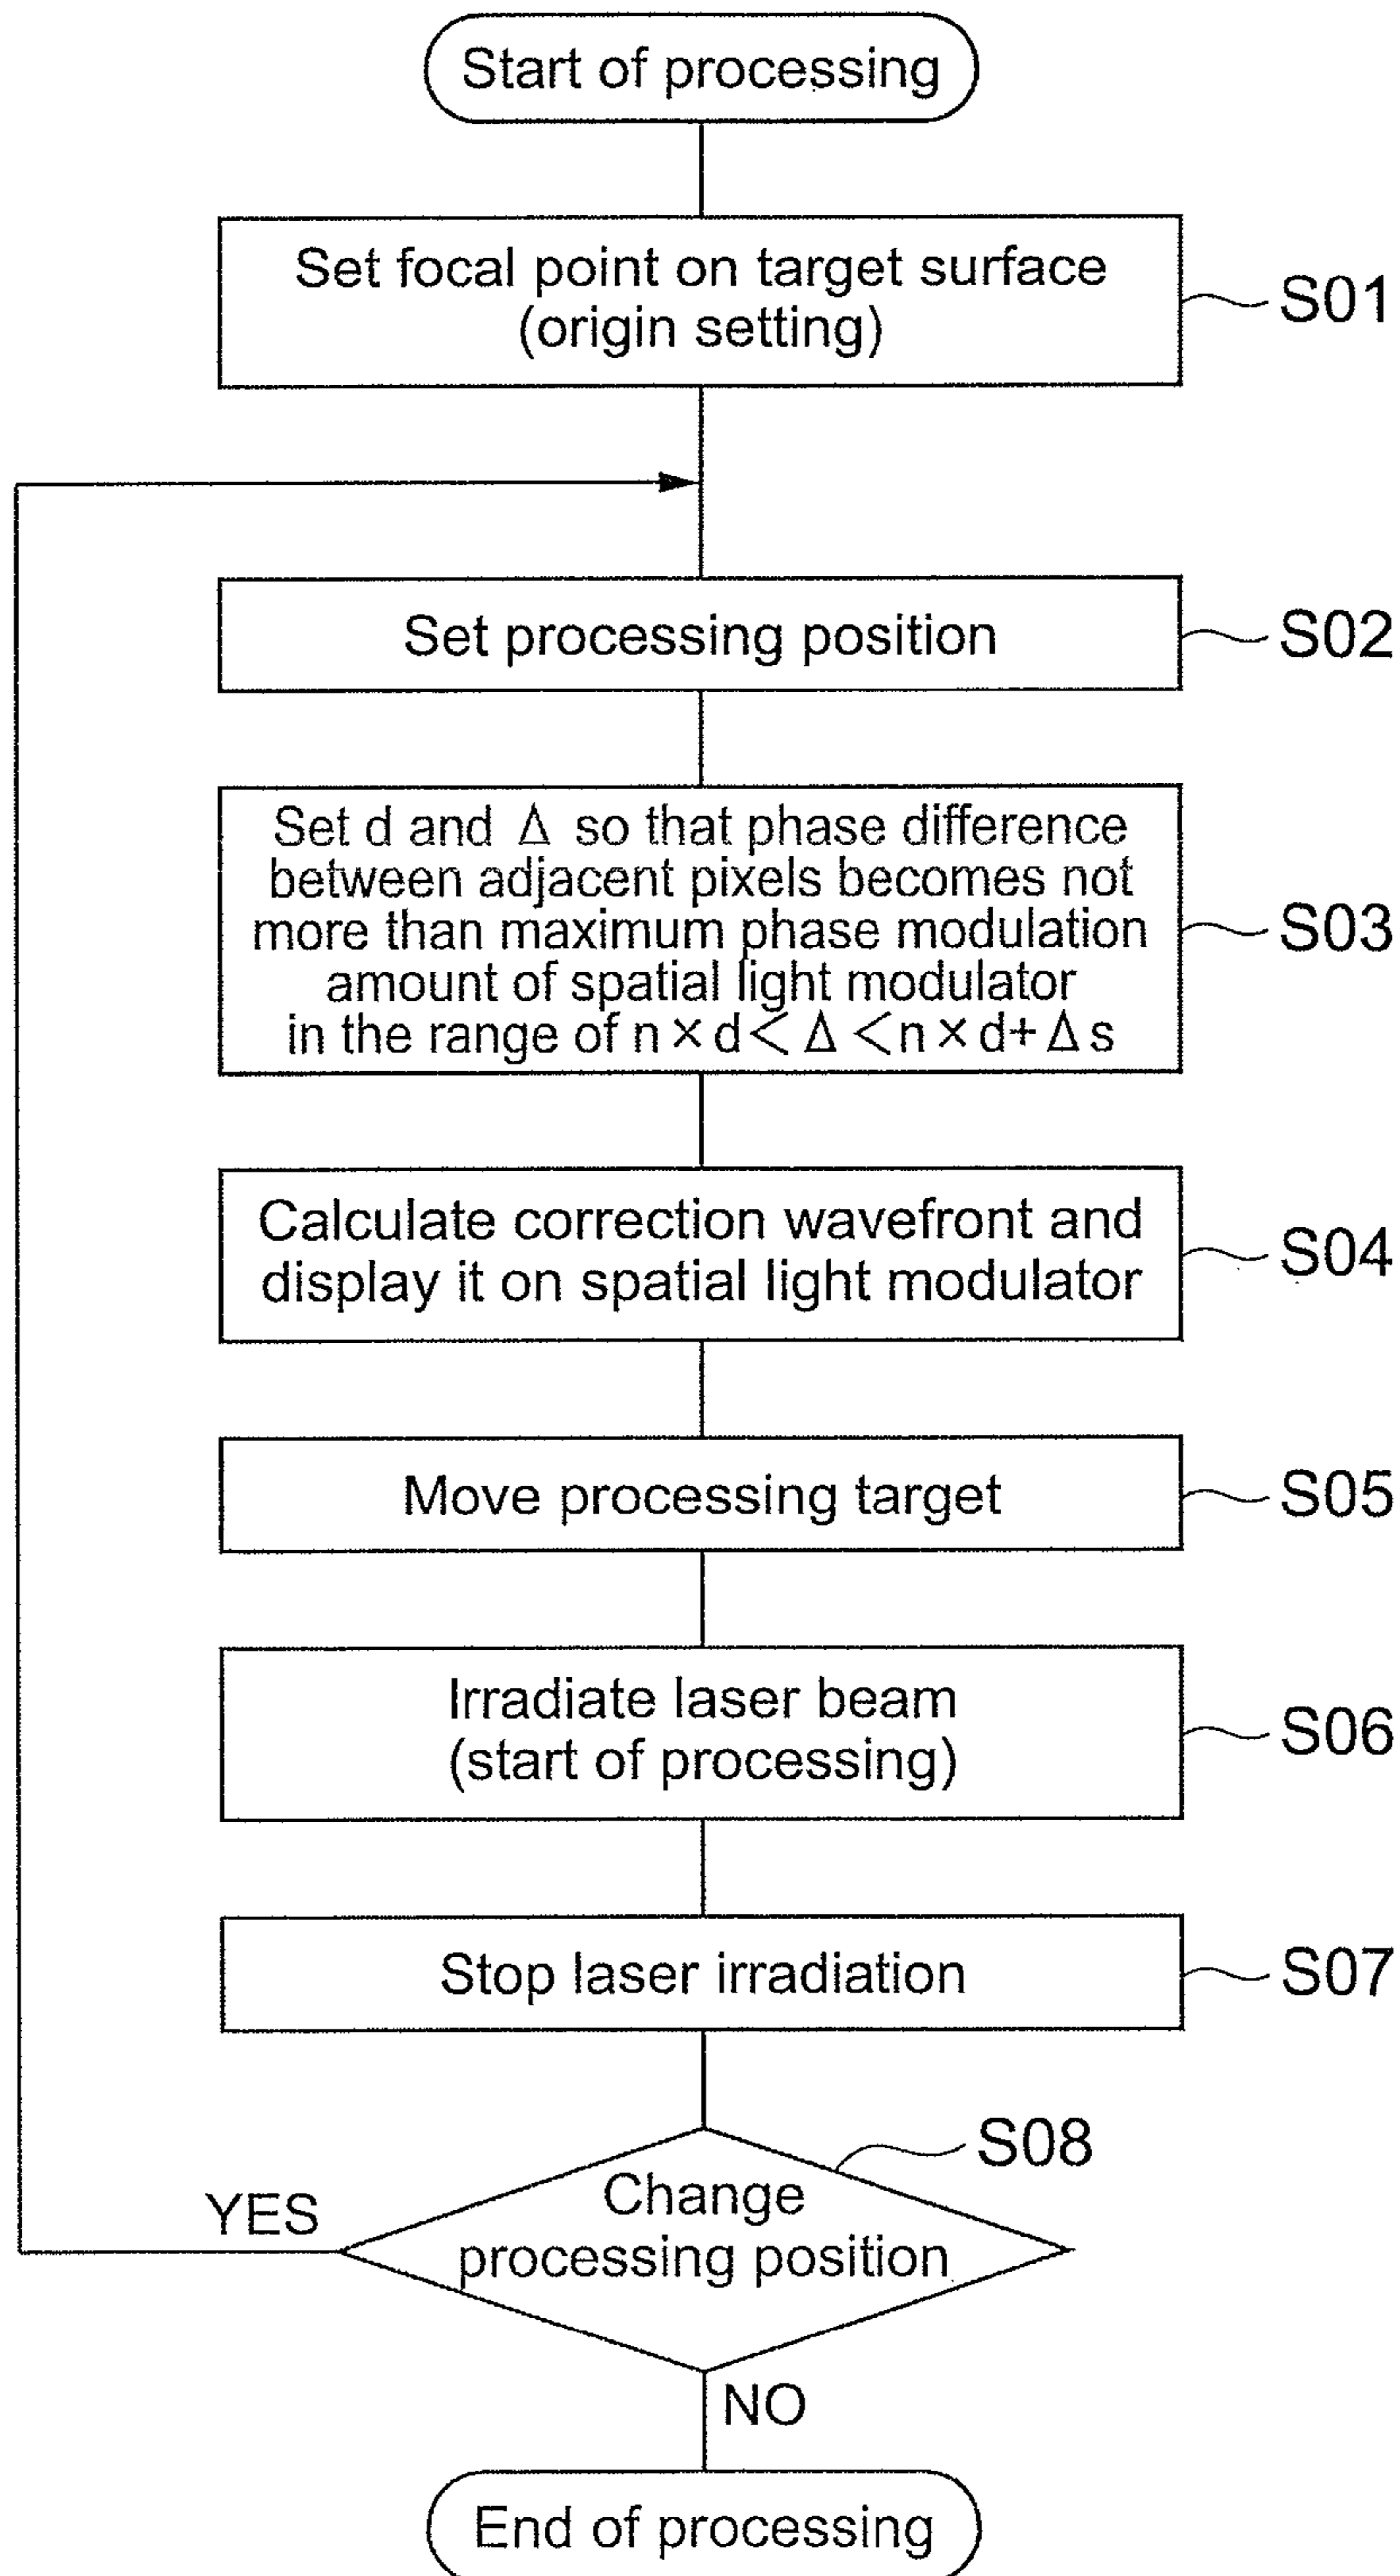 Start of processing
Set focal point on target surface
(origin setting)
S01
Set processing position
S02
Set d and Δ so that phase difference
between adjacent pixels becomes not
more than maximum phase modulation
amount of spatial light modulator
in the range of n×d<Δ<n×d+Δs
S03
Calculate correction wavefront and
display it on spatial light modulator
S04
Move processing target
S05
Irradiate laser beam
(start of processing)
S06
Stop laser irradiation
S07
S08
Change
processing position
YES
NO
End of processing